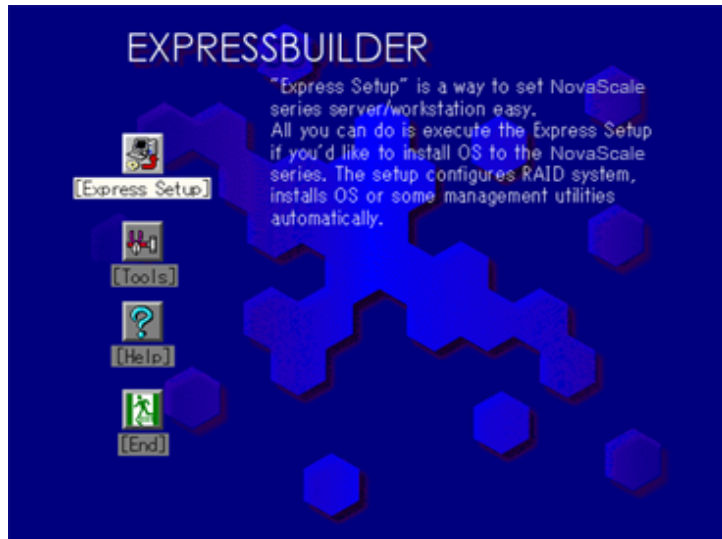 EXPRESSBUILDER
"Express Setup" is a way to set NovaScale
series server/workstation easy.
All you can do is execute the Express Setup
if you'd like to install OS to the NovaScale
series. The setup configures RAID system,
installs OS or some management utilities
automatically.
[Express Setup]
[Tools]
[Help]
[End]